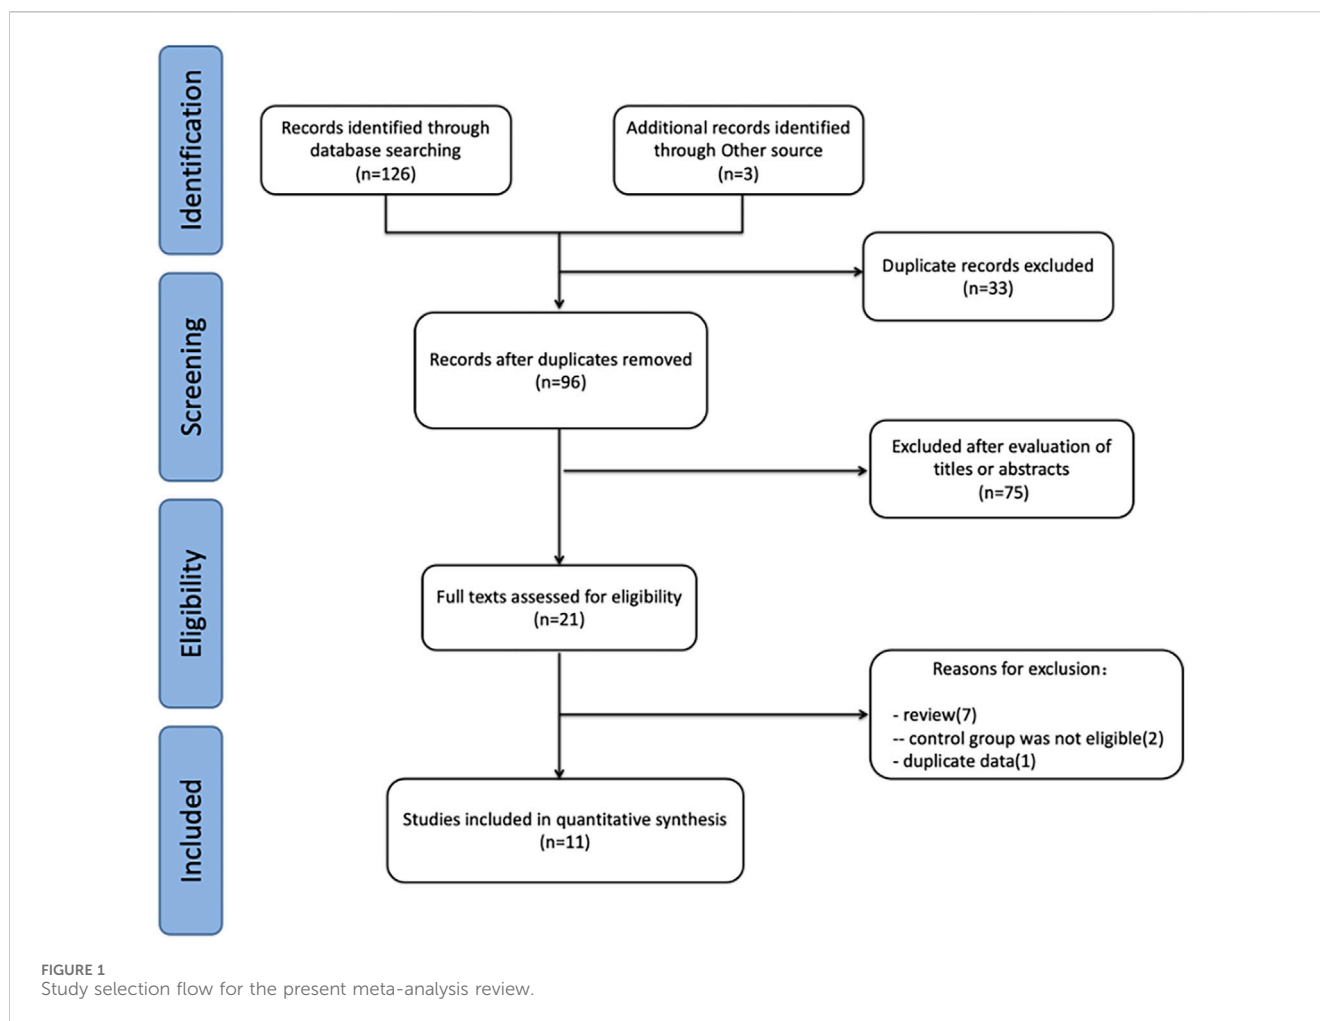 Identification
Records identified through
database searching
(n=126)
Additional records identified
through Other source
(n=3)
Duplicate records excluded
(n=33)
Screening
Records after duplicates removed
(n=96)
Excluded after evaluation of
titles or abstracts
(n=75)
Eligibility
Full texts assessed for eligibility
(n=21)
Reasons for exclusion：
- review(7)
-- control group was not eligible(2)
- duplicate data(1)
Included
Studies included in quantitative synthesis
(n=11)
FIGURE 1
Study selection flow for the present meta-analysis review.